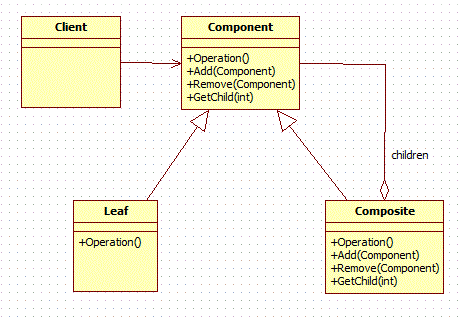 Client
Component
+Operation()
+Add(Component)
+Remove(Component)
+GetChild(int)
children
Leaf
+Operation()
Composite
+Operation()
+Add(Component)
+Remove(Component)
+GetChild(int)